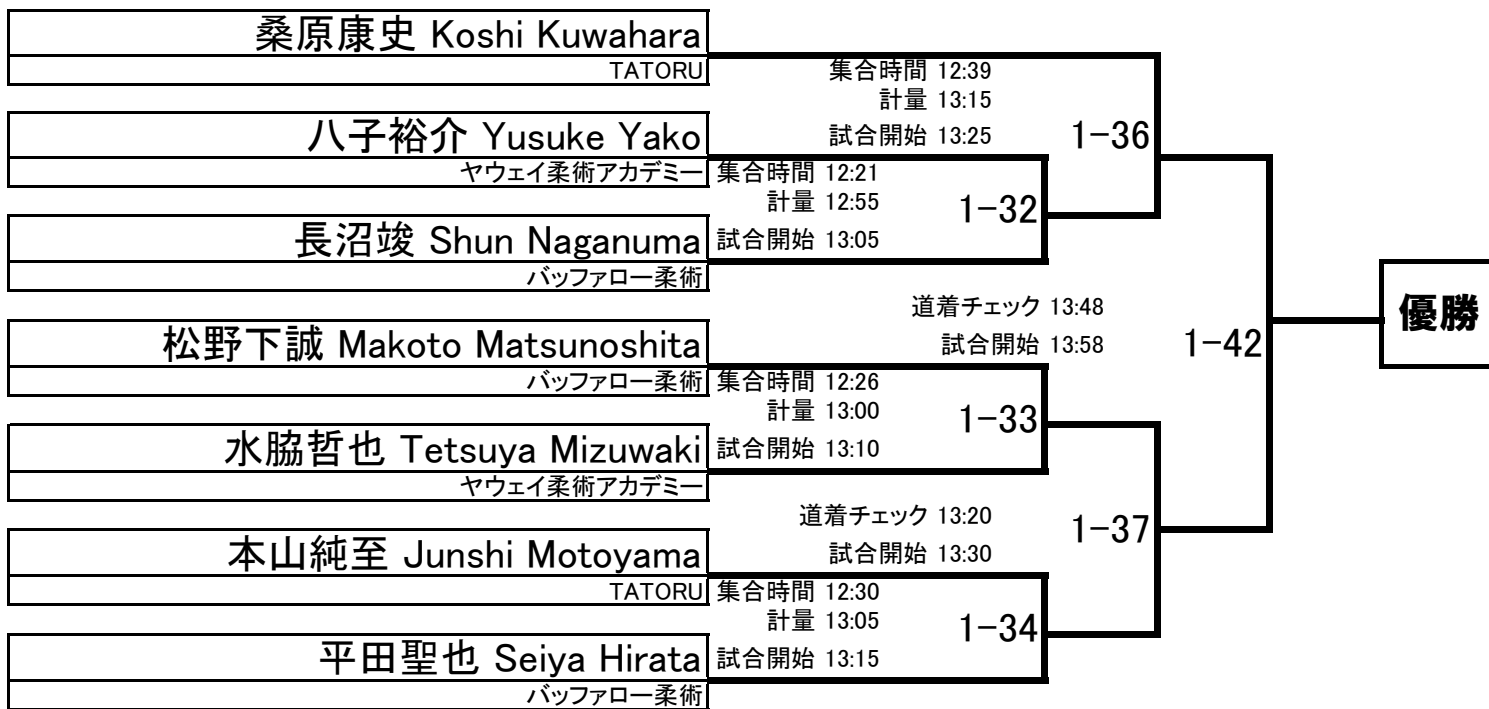 桑原康史 Koshi Kuwahara
TATORU
集合時間 12:39
計量 13:15
試合開始 13:25
1-36
八子裕介 Yusuke Yako
ヤウェイ柔術アカデミー
集合時間 12:21
計量 12:55
試合開始 13:05
1-32
長沼竣 Shun Naganuma
バッファロー柔術
道着チェック 13:48
試合開始 13:58
1-42
優勝
松野下誠 Makoto Matsunoshita
バッファロー柔術
集合時間 12:26
計量 13:00
試合開始 13:10
1-33
水脇哲也 Tetsuya Mizuwaki
ヤウェイ柔術アカデミー
道着チェック 13:20
試合開始 13:30
1-37
本山純至 Junshi Motoyama
TATORU
集合時間 12:30
計量 13:05
試合開始 13:15
1-34
平田聖也 Seiya Hirata
バッファロー柔術